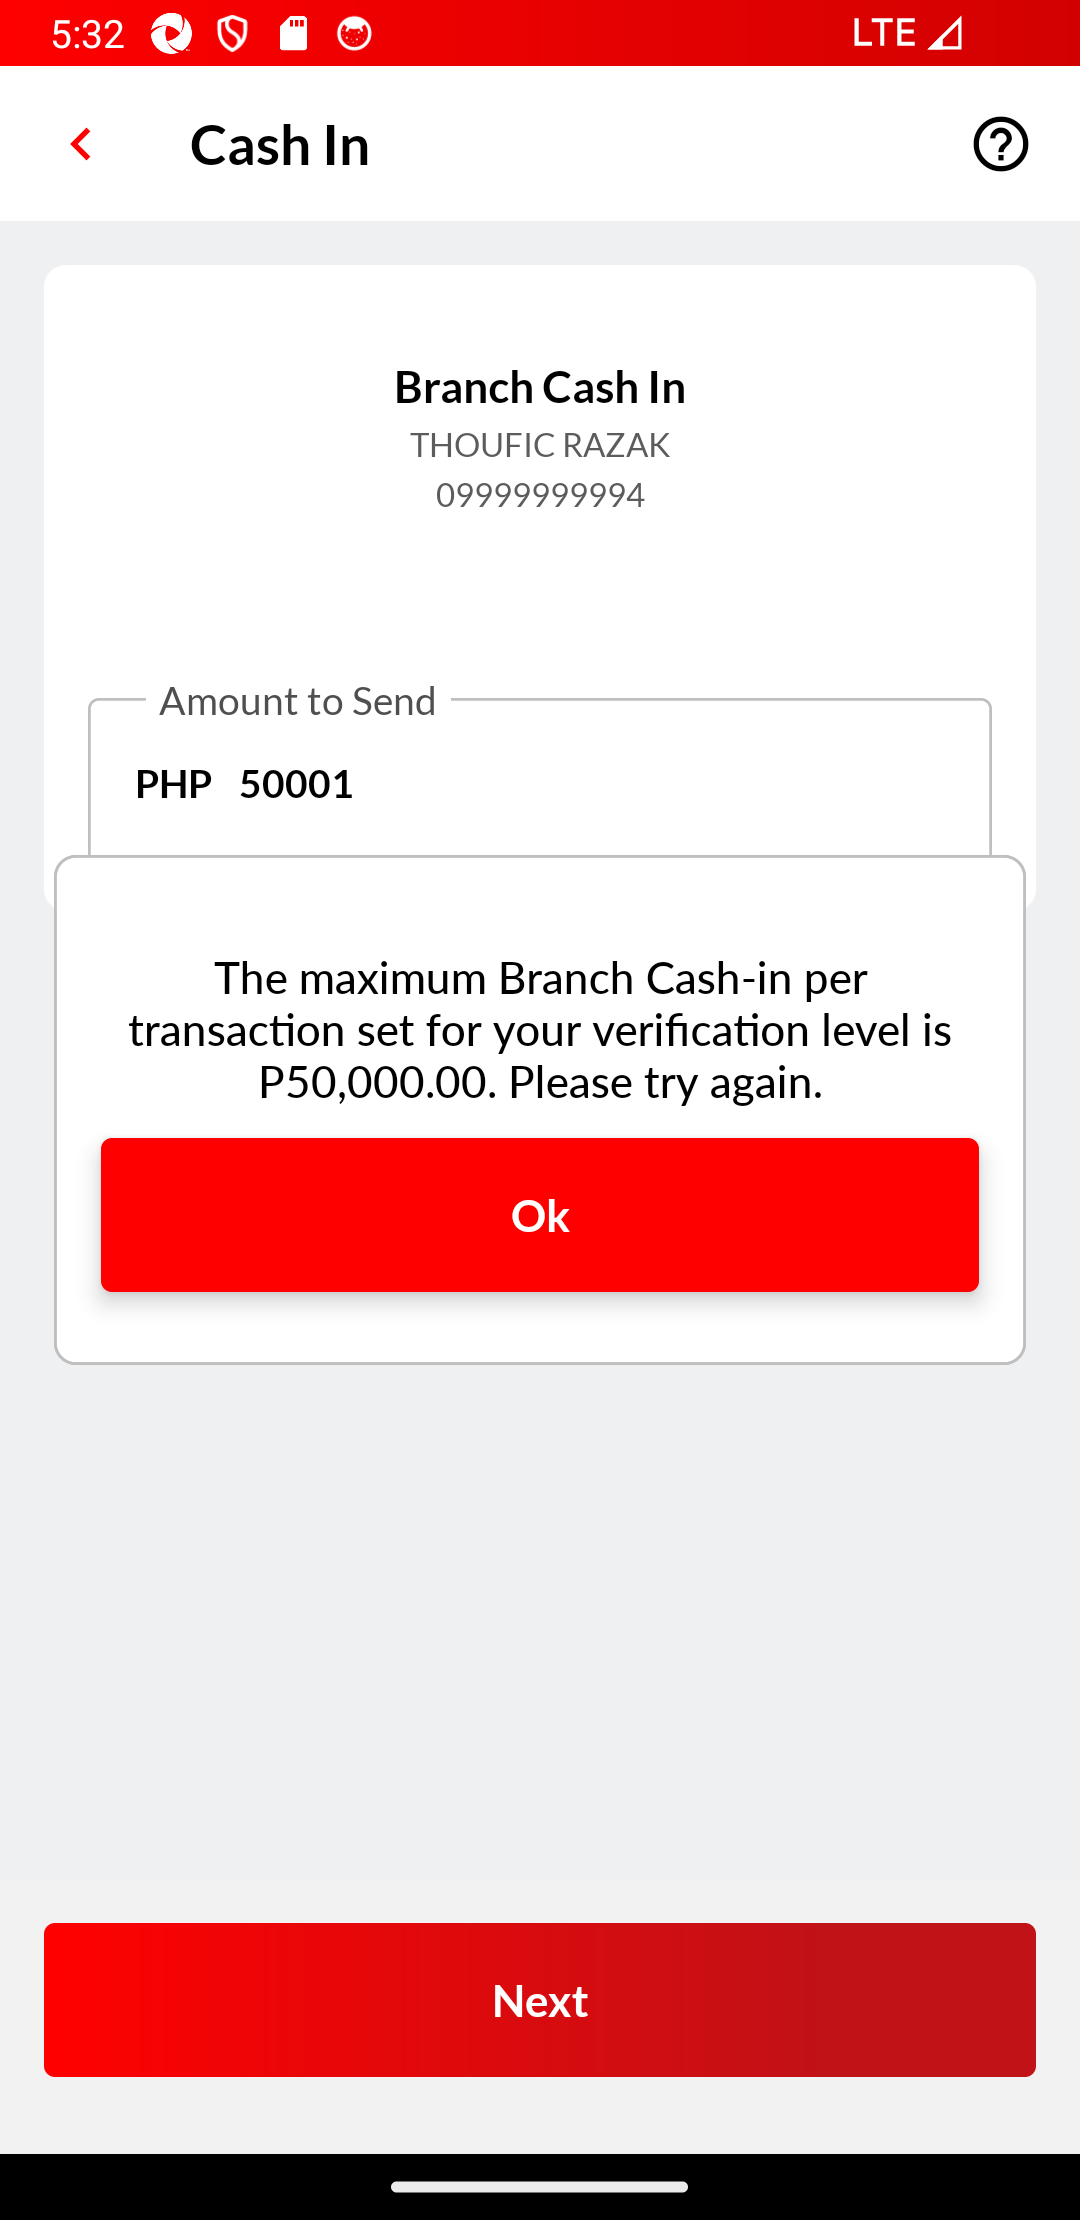 5:32
LTE
Cash In
Branch Cash In
THOUFIC RAZAK
09999999994
Amount to Send
PHP 50001
The maximum Branch Cash-in per
transaction set for your verification level is
P50,000.00. Please try again.
Ok
Next